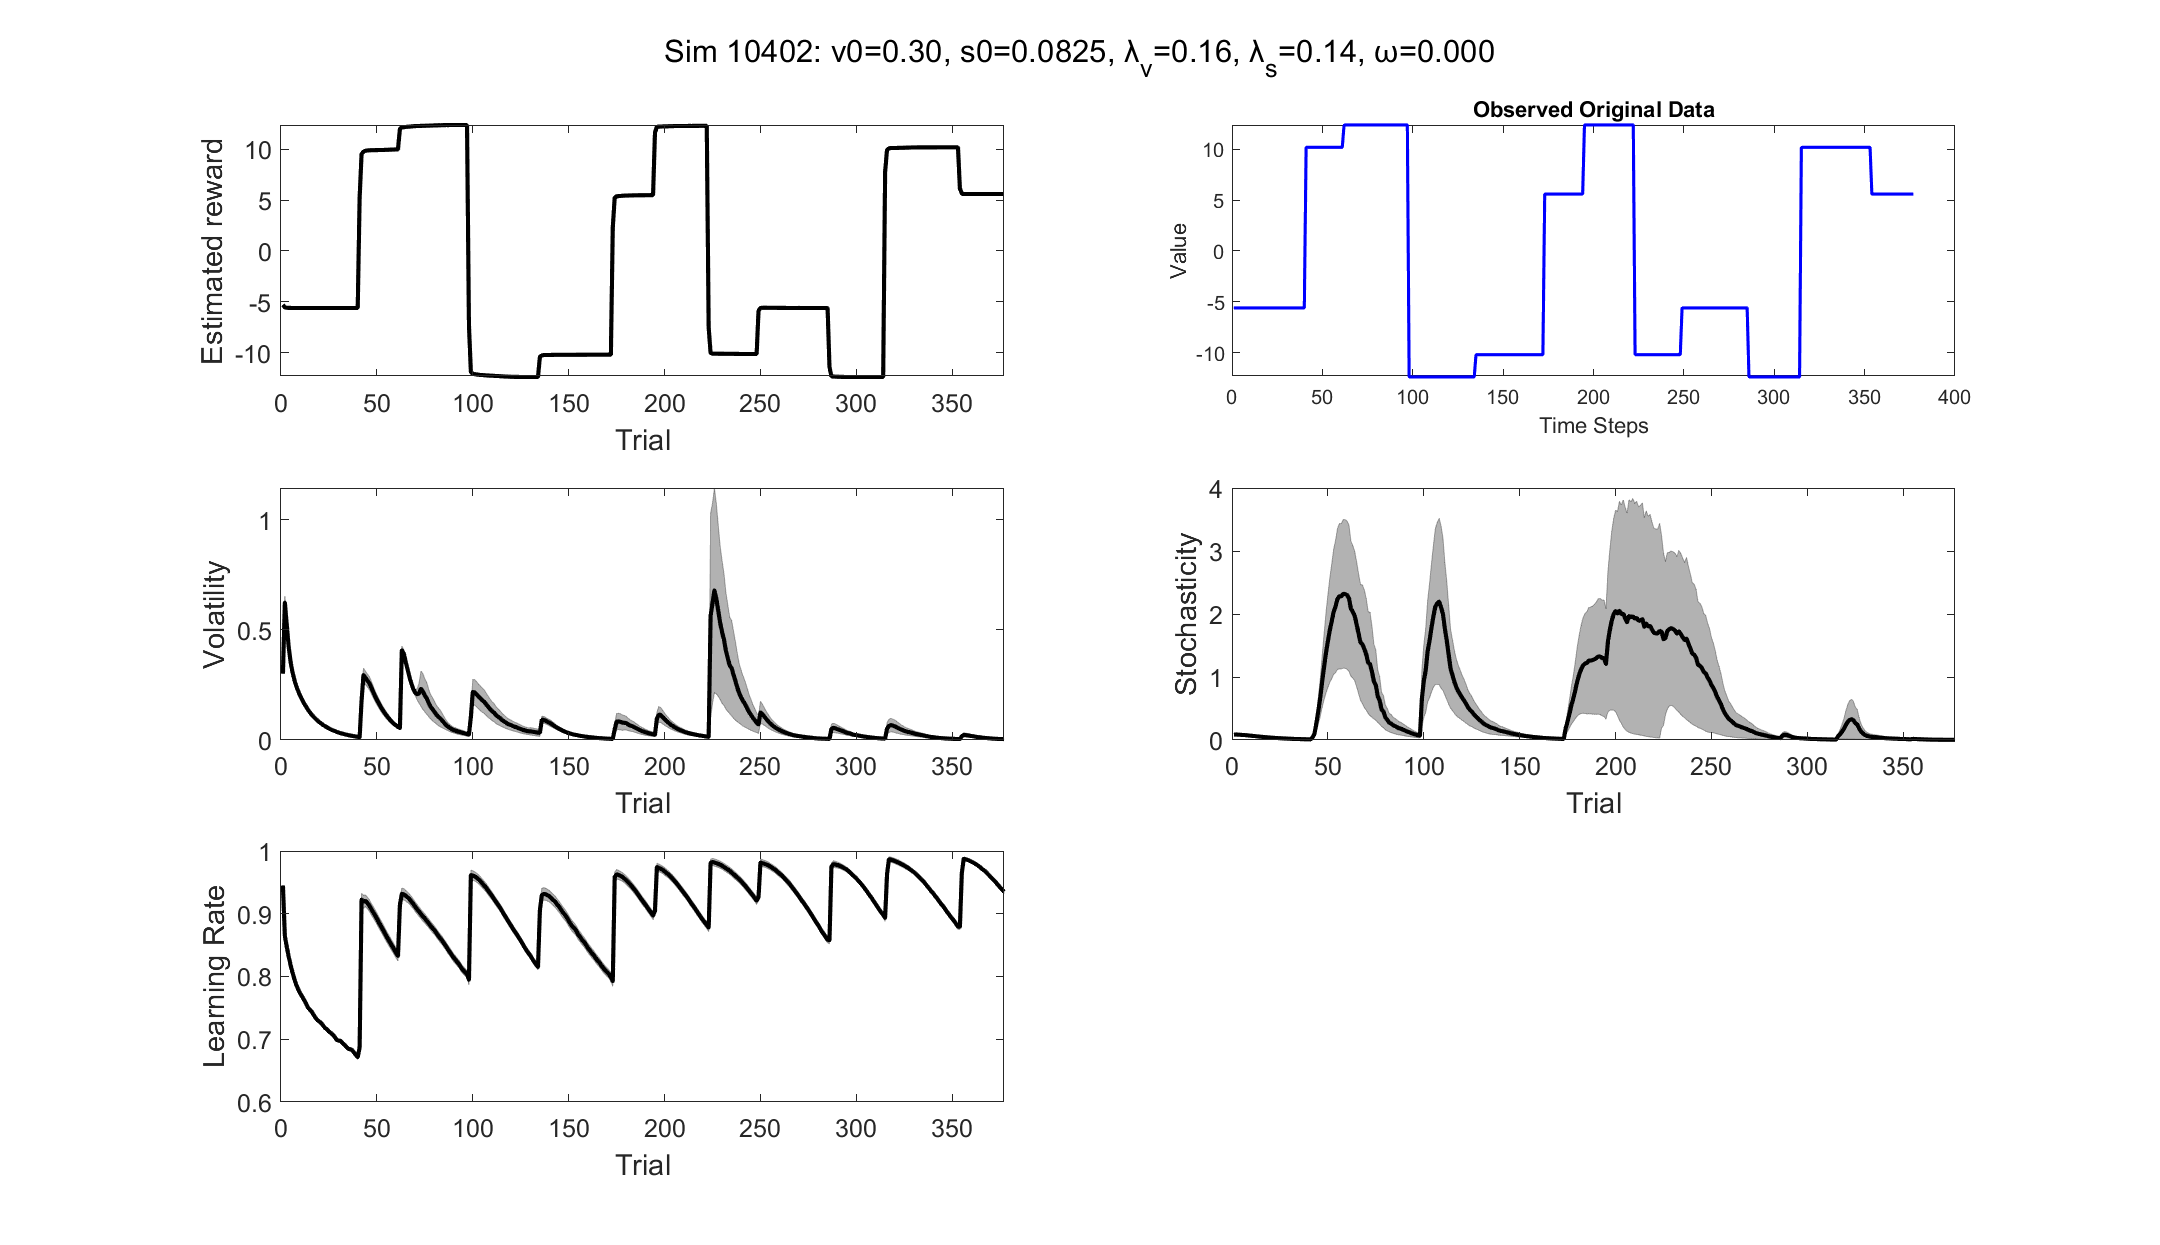 Sim 10402: v0=0.30, s0=0.0825, λv=0.16, λs=0.14, ω=0.000
Estimated reward
10
5
0
-5
-10
0 50 100 150 200 250 300 350
Trial
Observed Original Data
Value
10
5
0
-5
-10
0 50 100 150 200 250 300 350 400
Time Steps
Volatility
1
0.5
0
0 50 100 150 200 250 300 350
Trial
Stochasticity
4
3
2
1
0
0 50 100 150 200 250 300 350
Trial
Learning Rate
1
0.9
0.8
0.7
0.6
0 50 100 150 200 250 300 350
Trial